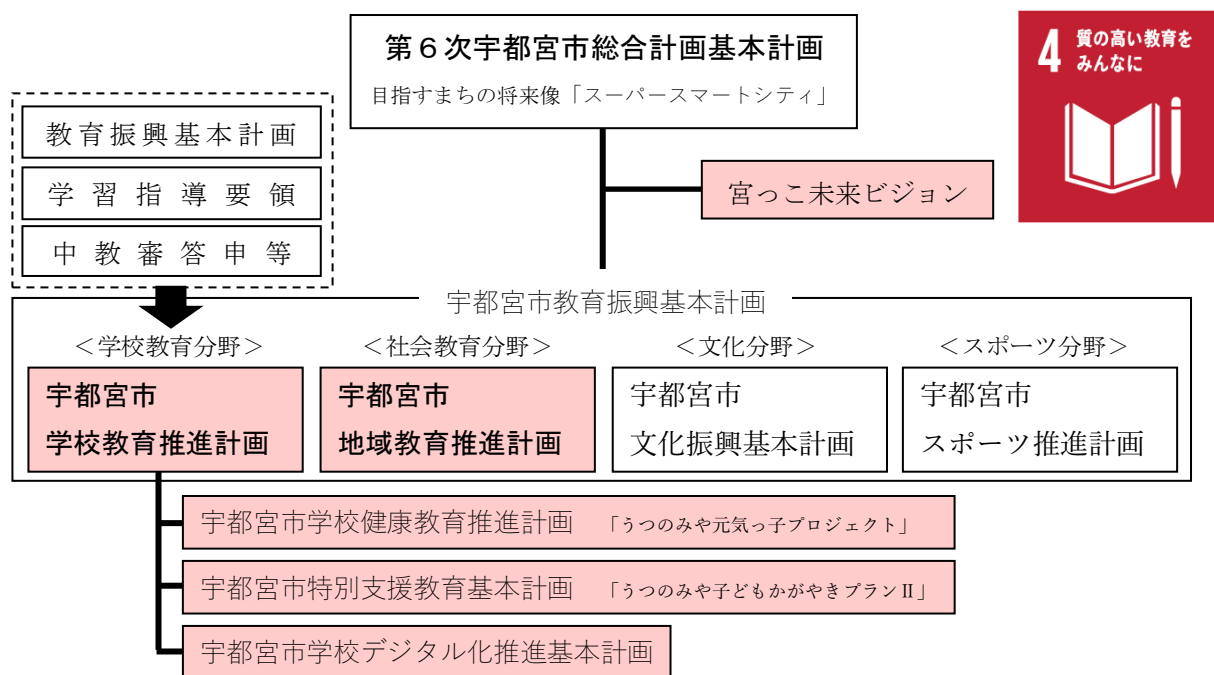 第６次宇都宮市総合計画基本計画
目指すまちの将来像「スーパースマートシティ」
4 質の高い教育を
みんなに
教育振興基本計画
学習指導要領
中教審答申等
宮っこ未来ビジョン
宇都宮市教育振興基本計画
＜学校教育分野＞
宇都宮市
学校教育推進計画
＜社会教育分野＞
宇都宮市
地域教育推進計画
＜文化分野＞
宇都宮市
文化振興基本計画
＜スポーツ分野＞
宇都宮市
スポーツ推進計画
宇都宮市学校健康教育推進計画 「うつのみや元気っ子プロジェクト」
宇都宮市特別支援教育基本計画 「うつのみや子どもかがやきプランⅡ」
宇都宮市学校デジタル化推進基本計画